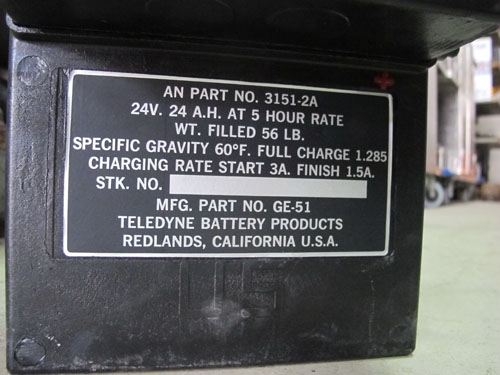 AN PART NO. 3151-2A
24V. 24 A.H. AT 5 HOUR RATE
WT. FILLED 56 LB.
SPECIFIC GRAVITY 60°F. FULL CHARGE 1.285
CHARGING RATE START 3A. FINISH 1.5A.
STK. NO.
MFG. PART NO. GE-51
TELEDYNE BATTERY PRODUCTS
REDLANDS, CALIFORNIA U.S.A.